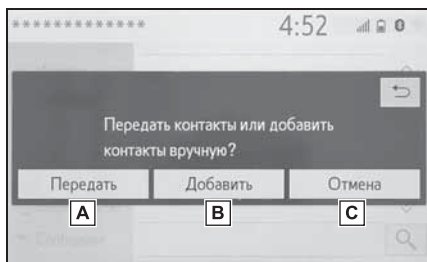 *************
4:52
Передать контакты или добавить
контакты вручную?
Передать Добавить Отмена
A B C